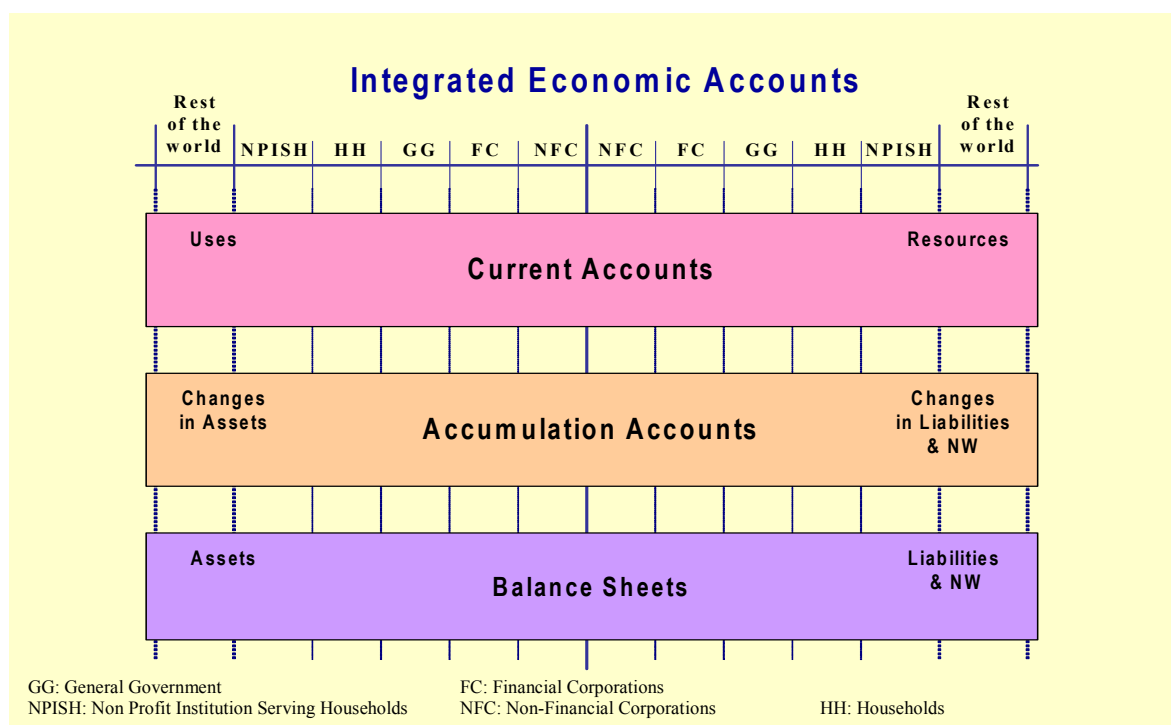 Integrated Economic Accounts
Rest
of the
world
NPISH HH GG FC NFC NFC FC GG HH NPISH
Rest
of the
world
Uses
Current Accounts
Resources
Changes
in Assets
Accumulation Accounts
Changes
in Liabilities
& NW
Assets
Balance Sheets
Liabilities
& NW
GG: General Government FC: Financial Corporations
NPISH: Non Profit Institution Serving Households NFC: Non-Financial Corporations HH: Households